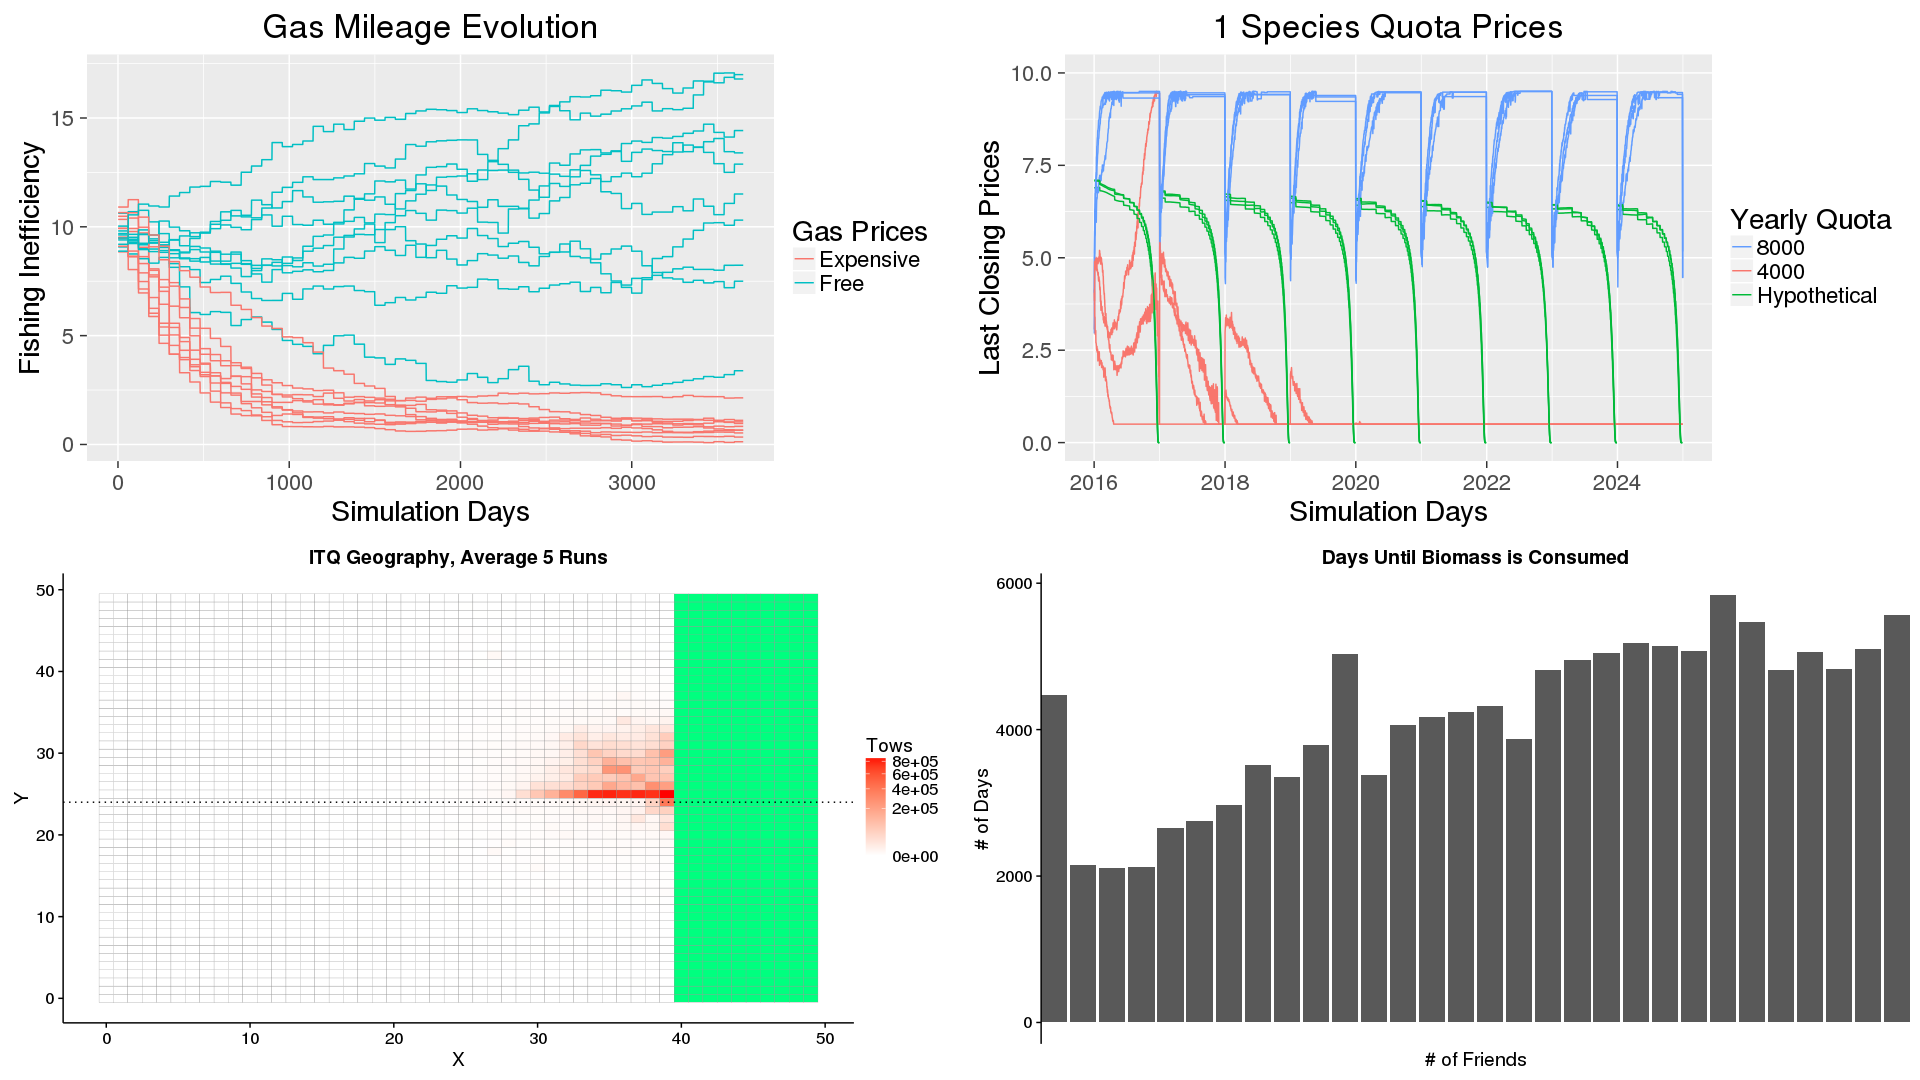 Gas Mileage Evolution
15
10
5
0
Fishing Inefficiency
0 1000 2000 3000
Simulation Days
Gas Prices
Expensive
Free
1 Species Quota Prices
10.0
7.5
5.0
2.5
0.0
Last Closing Prices
2016 2018 2020 2022 2024
Simulation Days
Yearly Quota
8000
4000
Hypothetical
ITQ Geography, Average 5 Runs
50
40
30
20
10
0
Y
0 10 20 30 40 50
X
Tows
8e+05
6e+05
4e+05
2e+05
0e+00
Days Until Biomass is Consumed
6000
4000
2000
0
# of Days
# of Friends